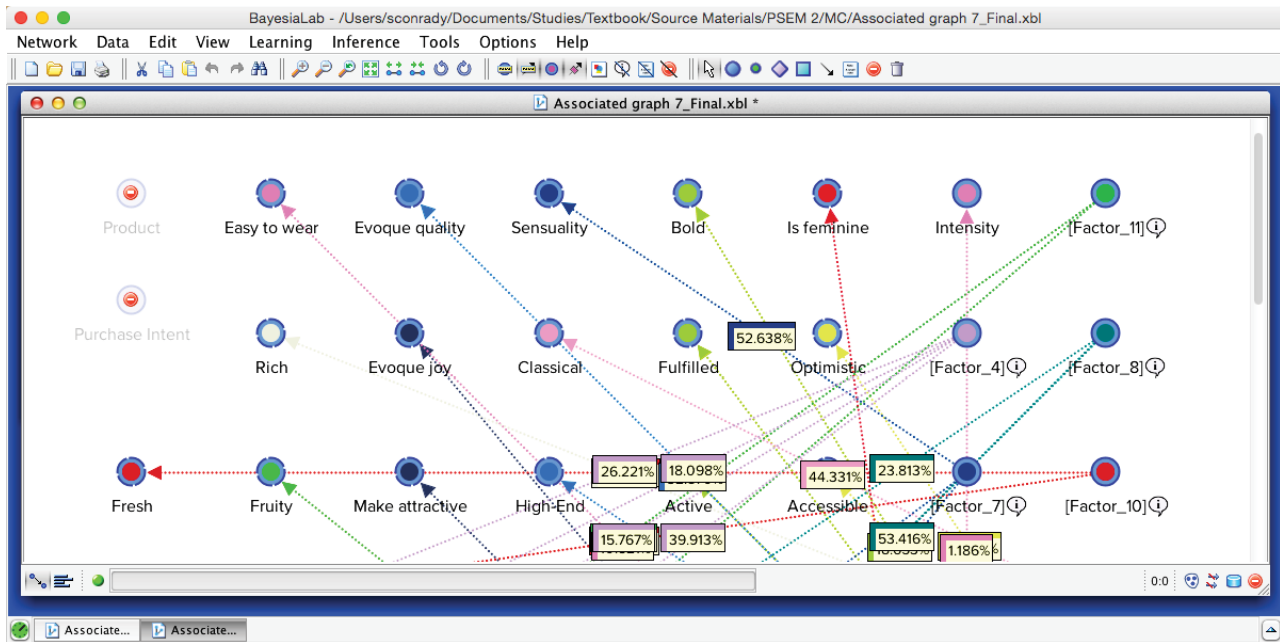 BayesiaLab - /Users/sconrady/Documents/Studies/Textbook/Source Materials/PSEM 2/MC/Associated graph 7_Final.xbl
Network Data Edit View Learning Inference Tools Options Help
Associated graph 7_Final.xbl *
Product
Easy to wear
Evoque quality
Sensuality
Bold
Is feminine
Intensity
[Factor_11]
Purchase Intent
52.638%
Rich
Evoque joy
Classical
Fulfilled
Optimistic
[Factor_4]
[Factor_8]
26.221%
18.098%
44.331%
23.813%
Fresh
Fruity
Make attractive
High-End
Active
Accessible
[Factor_7]
[Factor_10]
15.767%
39.913%
53.416%
1.186%
0:0
Associate...
Associate...